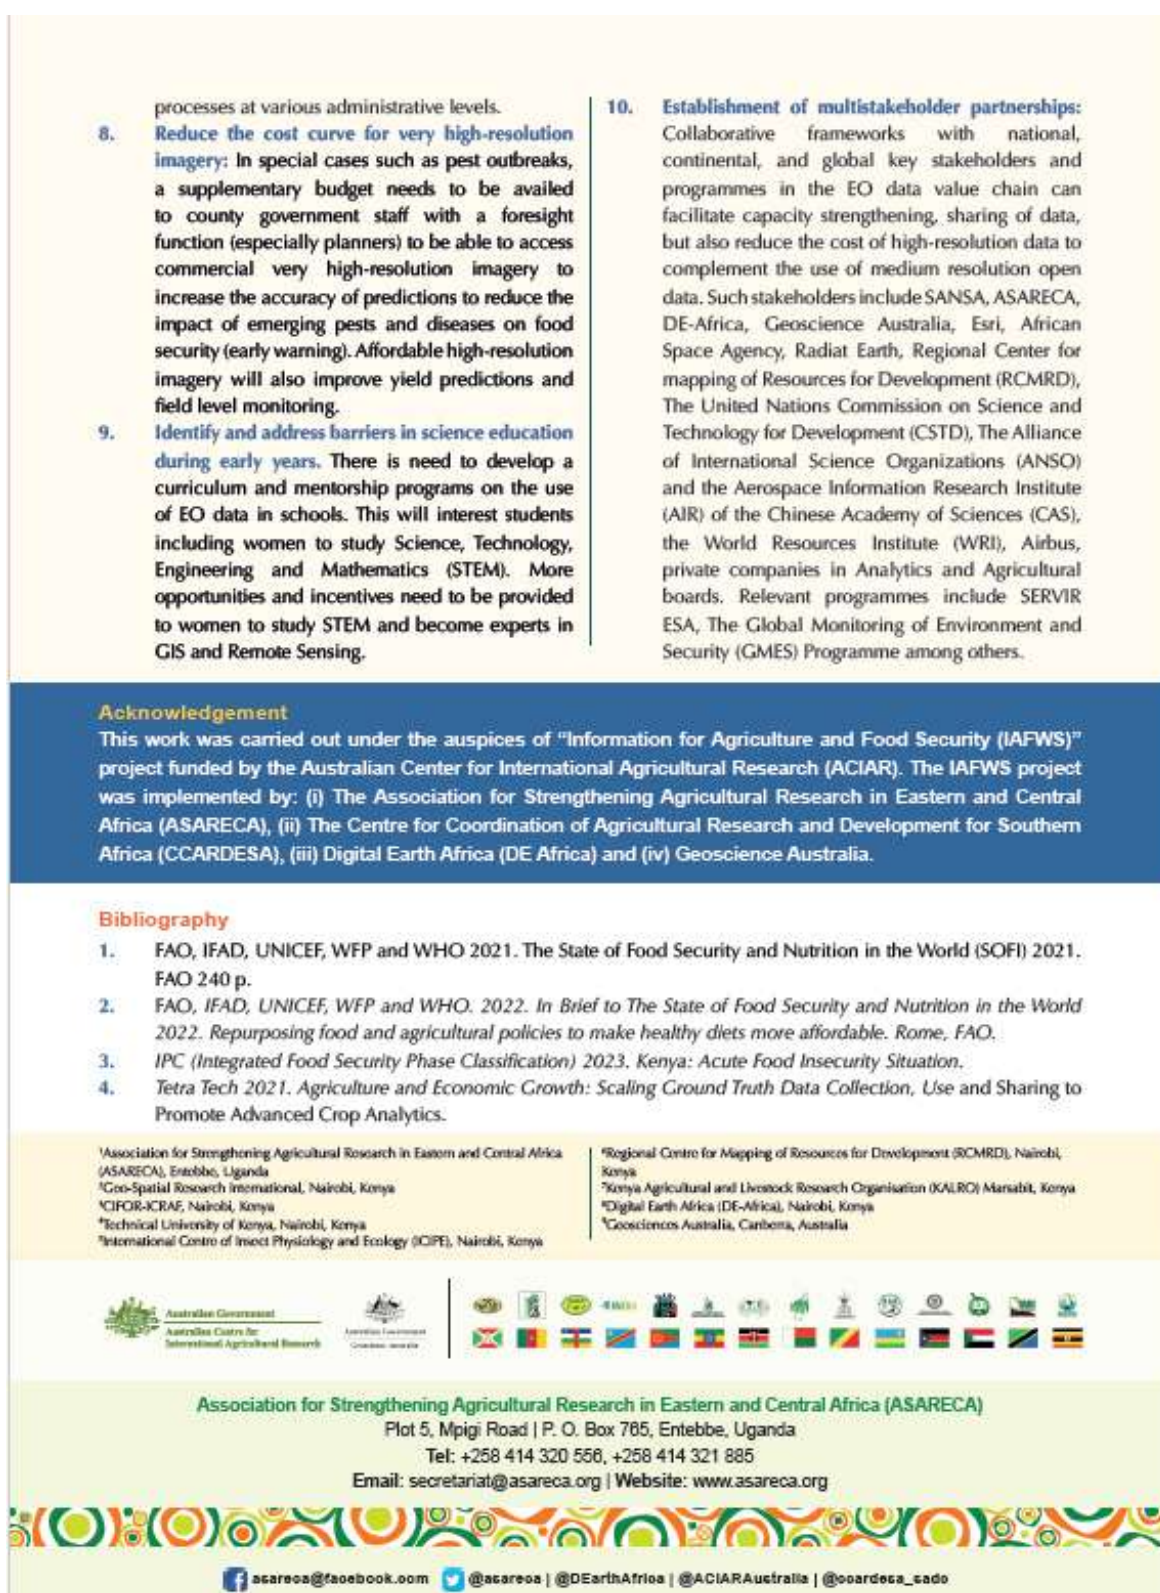 processes at various administrative levels.
8. Reduce the cost curve for very high-resolution
imagery: In special cases such as pest outbreaks,
a supplementary budget needs to be availed
to county government staff with a foresight
function (especially planners) to be able to access
commercial very high-resolution imagery to
increase the accuracy of predictions to reduce the
impact of emerging pests and diseases on food
security (early warning). Affordable high-resolution
imagery will also improve yield predictions and
field level monitoring.
9. Identify and address barriers in science education
during early years. There is need to develop a
curriculum and mentorship programs on the use
of EO data in schools. This will interest students
including women to study Science, Technology,
Engineering and Mathematics (STEM). More
opportunities and incentives need to be provided
to women to study STEM and become experts in
GIS and Remote Sensing.
10. Establishment of multistakeholder partnerships:
Collaborative frameworks with national,
continental, and global key stakeholders and
programmes in the EO data value chain can
facilitate capacity strengthening, sharing of data,
but also reduce the cost of high-resolution data to
complement the use of medium resolution open
data. Such stakeholders include SANSA, ASARECA,
DE-Africa, Geoscience Australia, Esri, African
Space Agency, Radiat Earth, Regional Center for
mapping of Resources for Development (RCMRD),
The United Nations Commission on Science and
Technology for Development (CSTD), The Alliance
of International Science Organizations (ANSO)
and the Aerospace Information Research Institute
(AIR) of the Chinese Academy of Sciences (CAS),
the World Resources Institute (WRI), Airbus,
private companies in Analytics and Agricultural
boards. Relevant programmes include SERVIR
ESA, The Global Monitoring of Environment and
Security (GMES) Programme among others.
Acknowledgement
This work was carried out under the auspices of “Information for Agriculture and Food Security (IAFWS)”
project funded by the Australian Center for International Agricultural Research (ACIAR). The IAFWS project
was implemented by: (i) The Association for Strengthening Agricultural Research in Eastern and Central
Africa (ASARECA), (ii) The Centre for Coordination of Agricultural Research and Development for Southern
Africa (CCARDESA), (iii) Digital Earth Africa (DE Africa) and (iv) Geoscience Australia.
Bibliography
1. FAO, IFAD, UNICEF, WFP and WHO 2021. The State of Food Security and Nutrition in the World (SOFI) 2021.
FAO 240 p.
2. FAO, IFAD, UNICEF, WFP and WHO. 2022. In Brief to The State of Food Security and Nutrition in the World
2022. Repurposing food and agricultural policies to make healthy diets more affordable. Rome, FAO.
3. IPC (Integrated Food Security Phase Classification) 2023. Kenya: Acute Food Insecurity Situation.
4. Tetra Tech 2021. Agriculture and Economic Growth: Scaling Ground Truth Data Collection, Use and Sharing to
Promote Advanced Crop Analytics.
¹Association for Strengthening Agricultural Research in Eastern and Central Africa
(ASARECA), Entebbe, Uganda
²Geo-Spatial Research International, Nairobi, Kenya
³CIFOR-ICRAF, Nairobi, Kenya
⁴Technical University of Kenya, Nairobi, Kenya
⁵International Centre of Insect Physiology and Ecology (ICIPE), Nairobi, Kenya
⁶Regional Centre for Mapping of Resources for Development (RCMRD), Nairobi,
Kenya
⁷Kenya Agricultural and Livestock Research Organisation (KALRO) Marsabit, Kenya
⁸Digital Earth Africa (DE-Africa), Nairobi, Kenya
⁹Geosciences Australia, Canberra, Australia
Australian Government
Australian Centre for
International Agricultural Research
Australian Government
Geoscience Australia
Association for Strengthening Agricultural Research in Eastern and Central Africa (ASARECA)
Plot 5, Mpigi Road | P. O. Box 765, Entebbe, Uganda
Tel: +258 414 320 556, +258 414 321 885
Email: secretariat@asareca.org | Website: www.asareca.org
asareca@facebook.com @asareca | @DEarthAfrica | @ACIARAustralia | @ccardesa_sadc